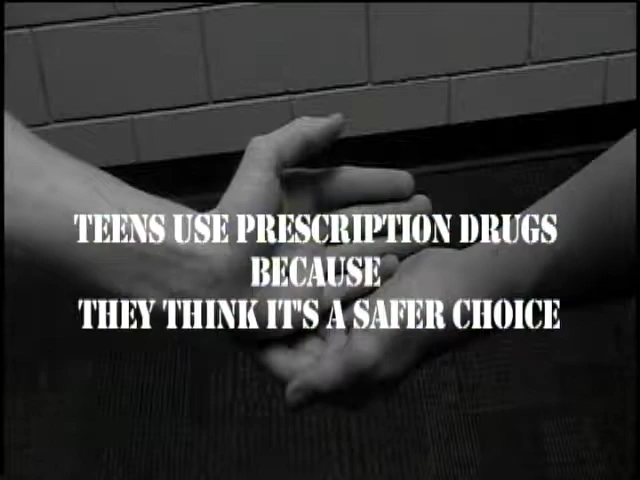 TEENS USE PRESCRIPTION DRUGS
BECAUSE
THEY THINK IT'S A SAFER CHOICE